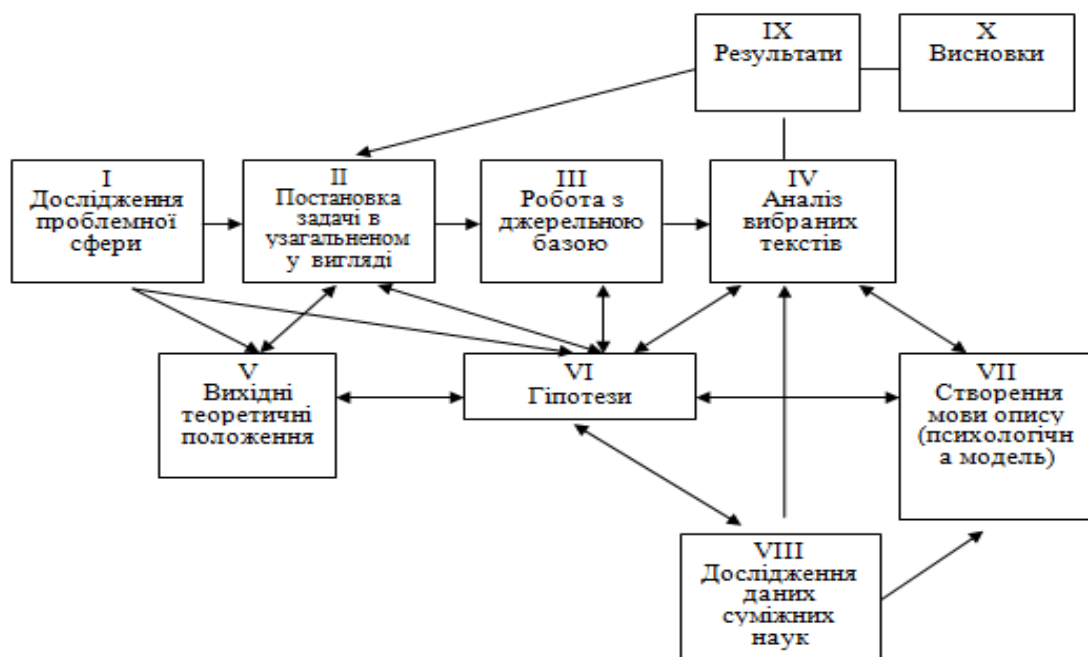 IX
Результати
X
Висновки
I
Дослідження
проблемної
сфери
II
Постановка
задачі в
узагальненом
у вигляді
III
Робота з
джерельною
базою
IV
Аналіз
вибраних
текстів
V
Вихідні
теоретичні
положення
VI
Гіпотези
VII
Створення
мови опису
(психологічн
а модель)
VIII
Дослідження
даних
суміжних
наук